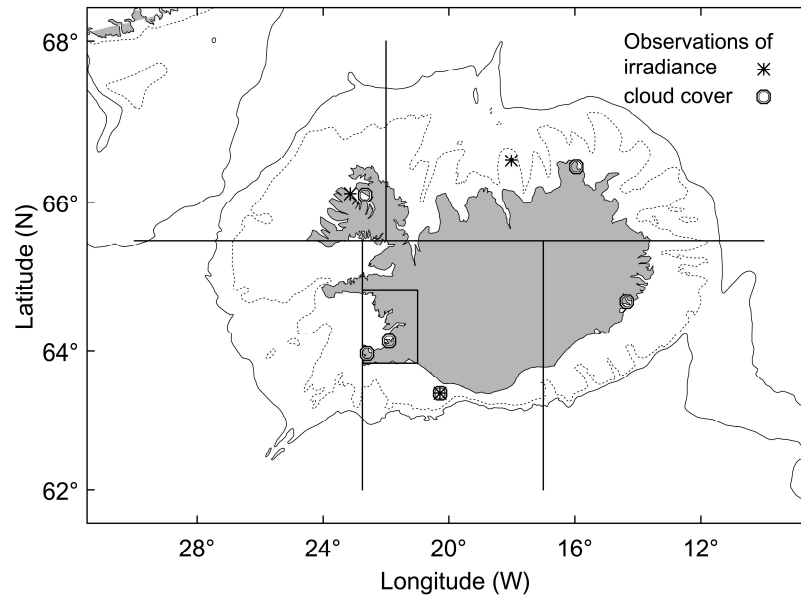 68°
66°
64°
62°
Latitude (N)
Observations of
irradiance
cloud cover
28°
24°
20°
16°
12°
Longitude (W)